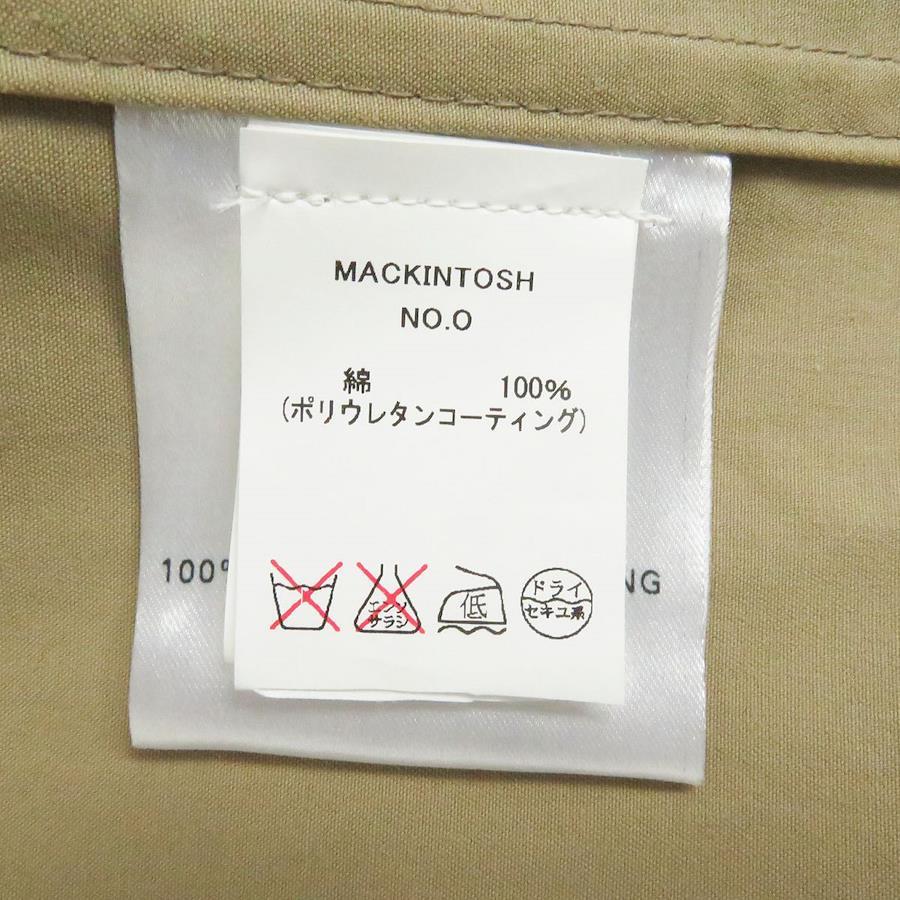 MACKINTOSH
NO.O
綿 100%
(ポリウレタンコーティング)
エンソ
サラシ
低
ドライ
セキユ系
100%
NG